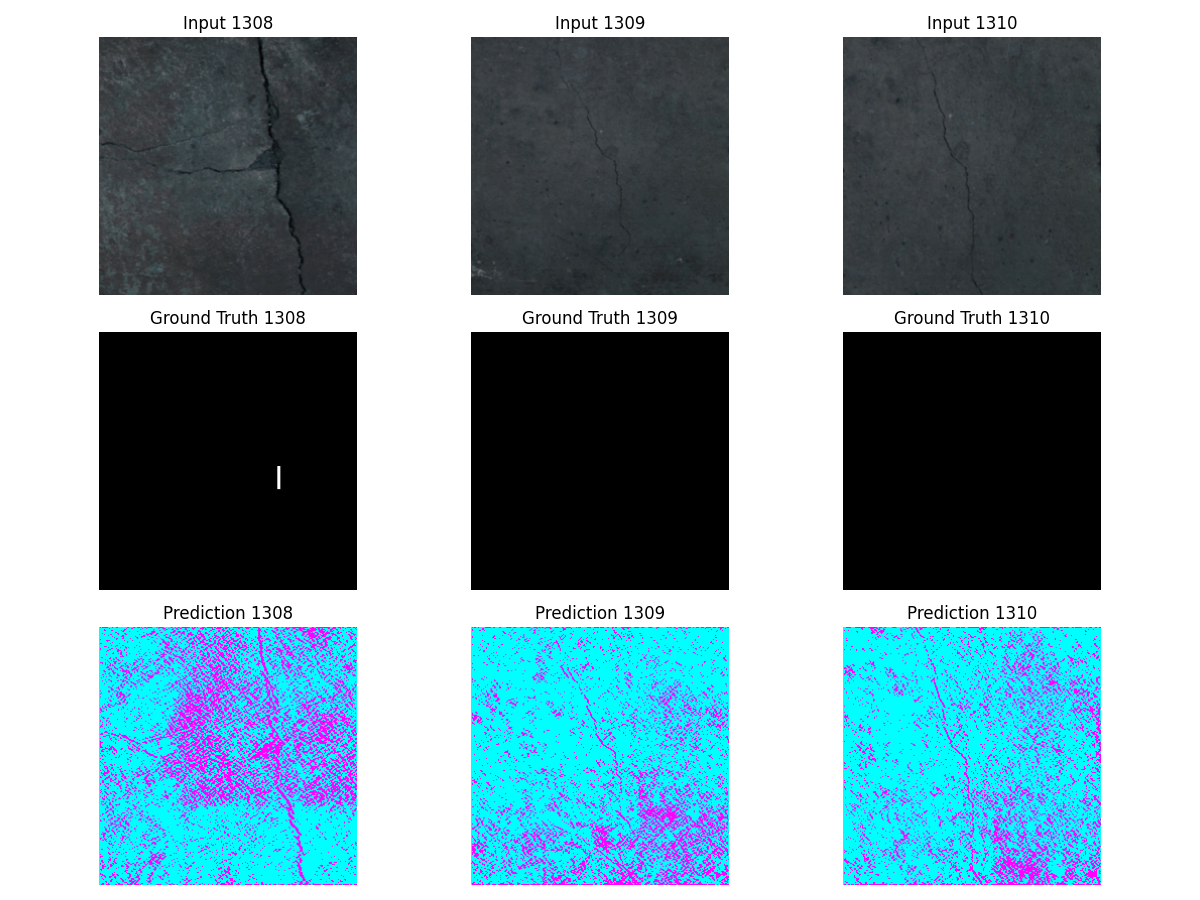 Input 1308
Input 1309
Input 1310
Ground Truth 1308
Ground Truth 1309
Ground Truth 1310
Prediction 1308
Prediction 1309
Prediction 1310